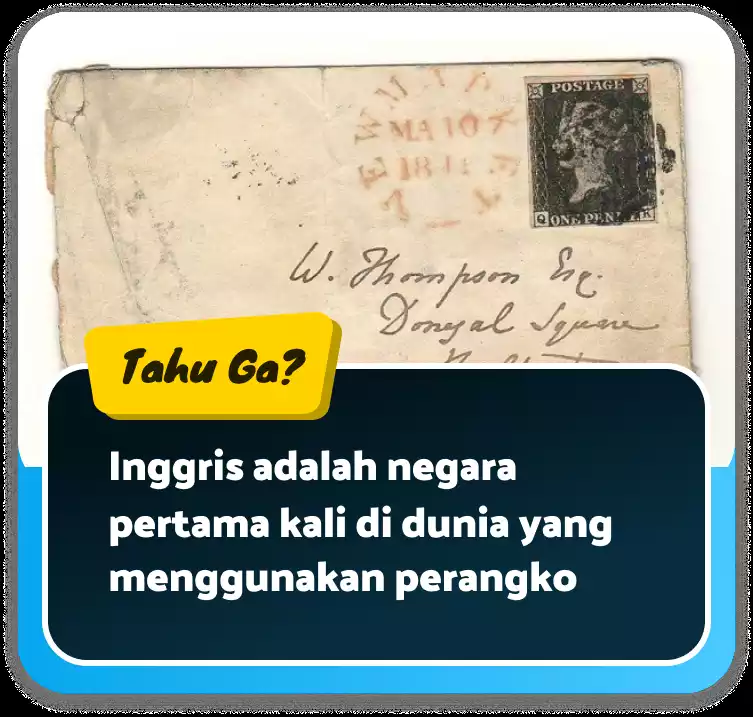 NEWMARKET
MA 10
1841
POSTAGE
ONE PENNY
Q
W. Thompson Esq.
Donegal Square
Tahu Ga?
Inggris adalah negara
pertama kali di dunia yang
menggunakan perangko